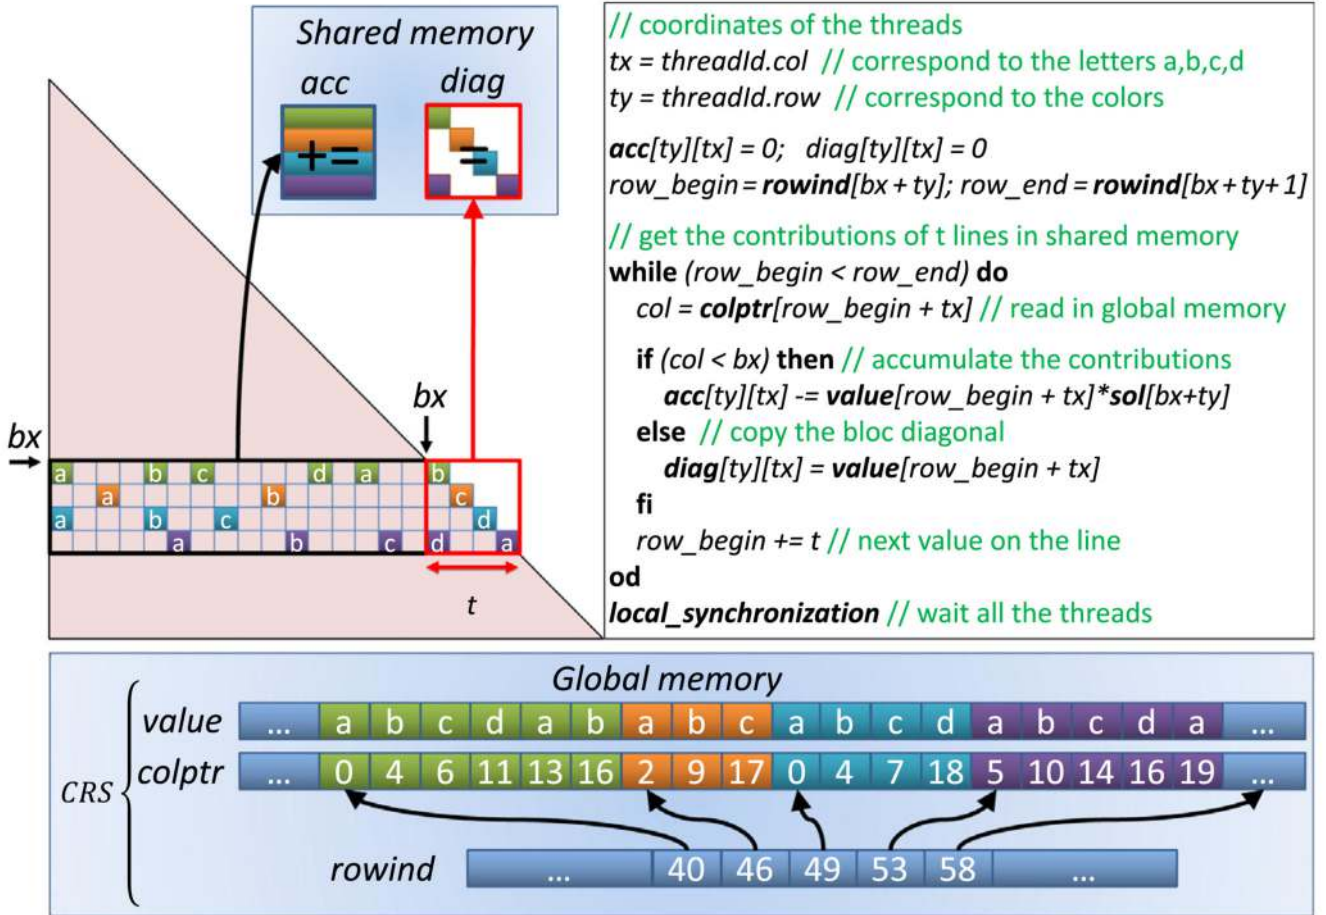 Shared memory
acc diag
+= =
// coordinates of the threads
tx = threadId.col // correspond to the letters a,b,c,d
ty = threadId.row // correspond to the colors
acc[ty][tx] = 0; diag[ty][tx] = 0
row_begin = rowind[bx + ty]; row_end = rowind[bx + ty+ 1]
// get the contributions of t lines in shared memory
while (row_begin < row_end) do
col = colptr[row_begin + tx] // read in global memory
if (col < bx) then // accumulate the contributions
acc[ty][tx] -= value[row_begin + tx]*sol[bx+ty]
else // copy the bloc diagonal
diag[ty][tx] = value[row_begin + tx]
fi
row_begin += t // next value on the line
od
local_synchronization // wait all the threads
bx
bx
a b c d a b
a b c
a b c d
a b c d a
t
Global memory
CRS
value ... a b c d a b a b c a b c d a b c d a ...
colptr ... 0 4 6 11 13 16 2 9 17 0 4 7 18 5 10 14 16 19 ...
rowind ... 40 46 49 53 58 ...